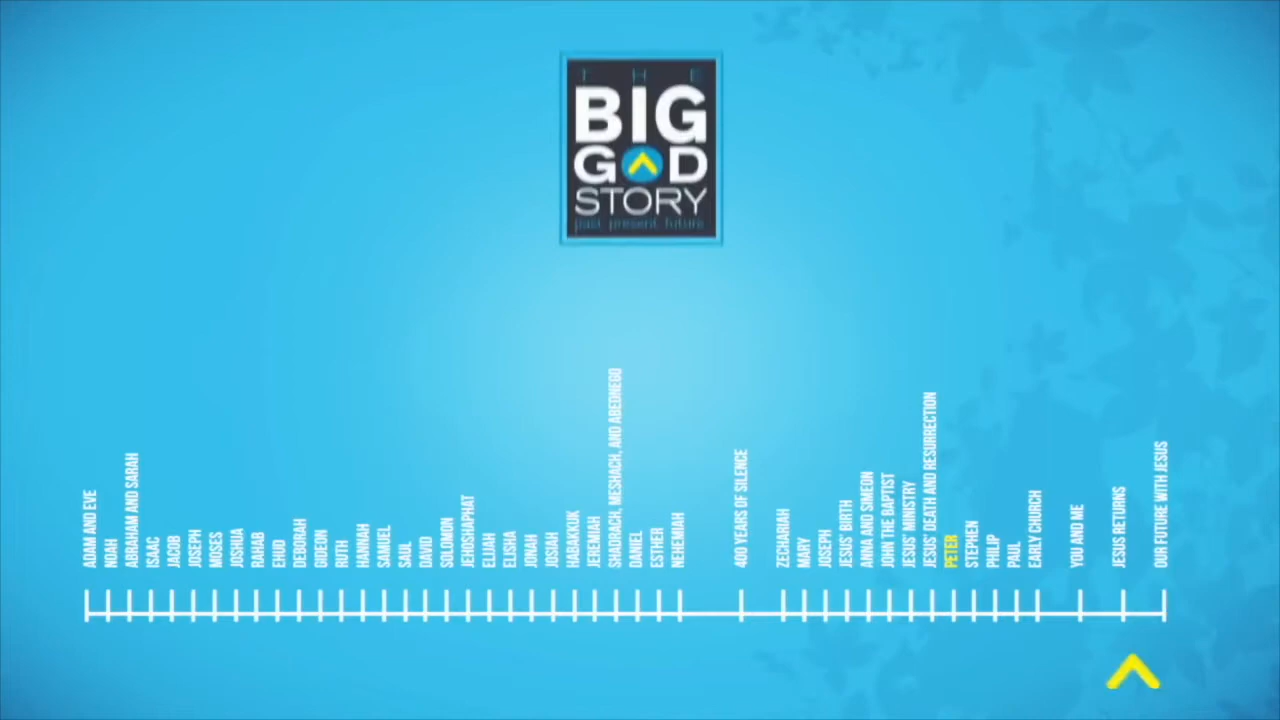 THE
BIG
GOD
STORY
past present future
ADAM AND EVE
NOAH
ABRAHAM AND SARAH
ISAAC
JACOB
JOSEPH
MOSES
JOSHUA
RAHAB
EHUD
DEBORAH
GIDEON
RUTH
HANNAH
SAMUEL
SAUL
DAVID
SOLOMON
JEHOSHAPHAT
ELIJAH
ELISHA
JONAH
JOSIAH
HABAKKUK
JEREMIAH
SHADRACH, MESHACH, AND ABEDNEGO
DANIEL
ESTHER
NEHEMIAH
400 YEARS OF SILENCE
ZECHARIAH
MARY
JOSEPH
JESUS' BIRTH
ANNA AND SIMEON
JOHN THE BAPTIST
JESUS' MINISTRY
JESUS' DEATH AND RESURRECTION
PETER
STEPHEN
PHILIP
PAUL
EARLY CHURCH
YOU AND ME
JESUS RETURNS
OUR FUTURE WITH JESUS